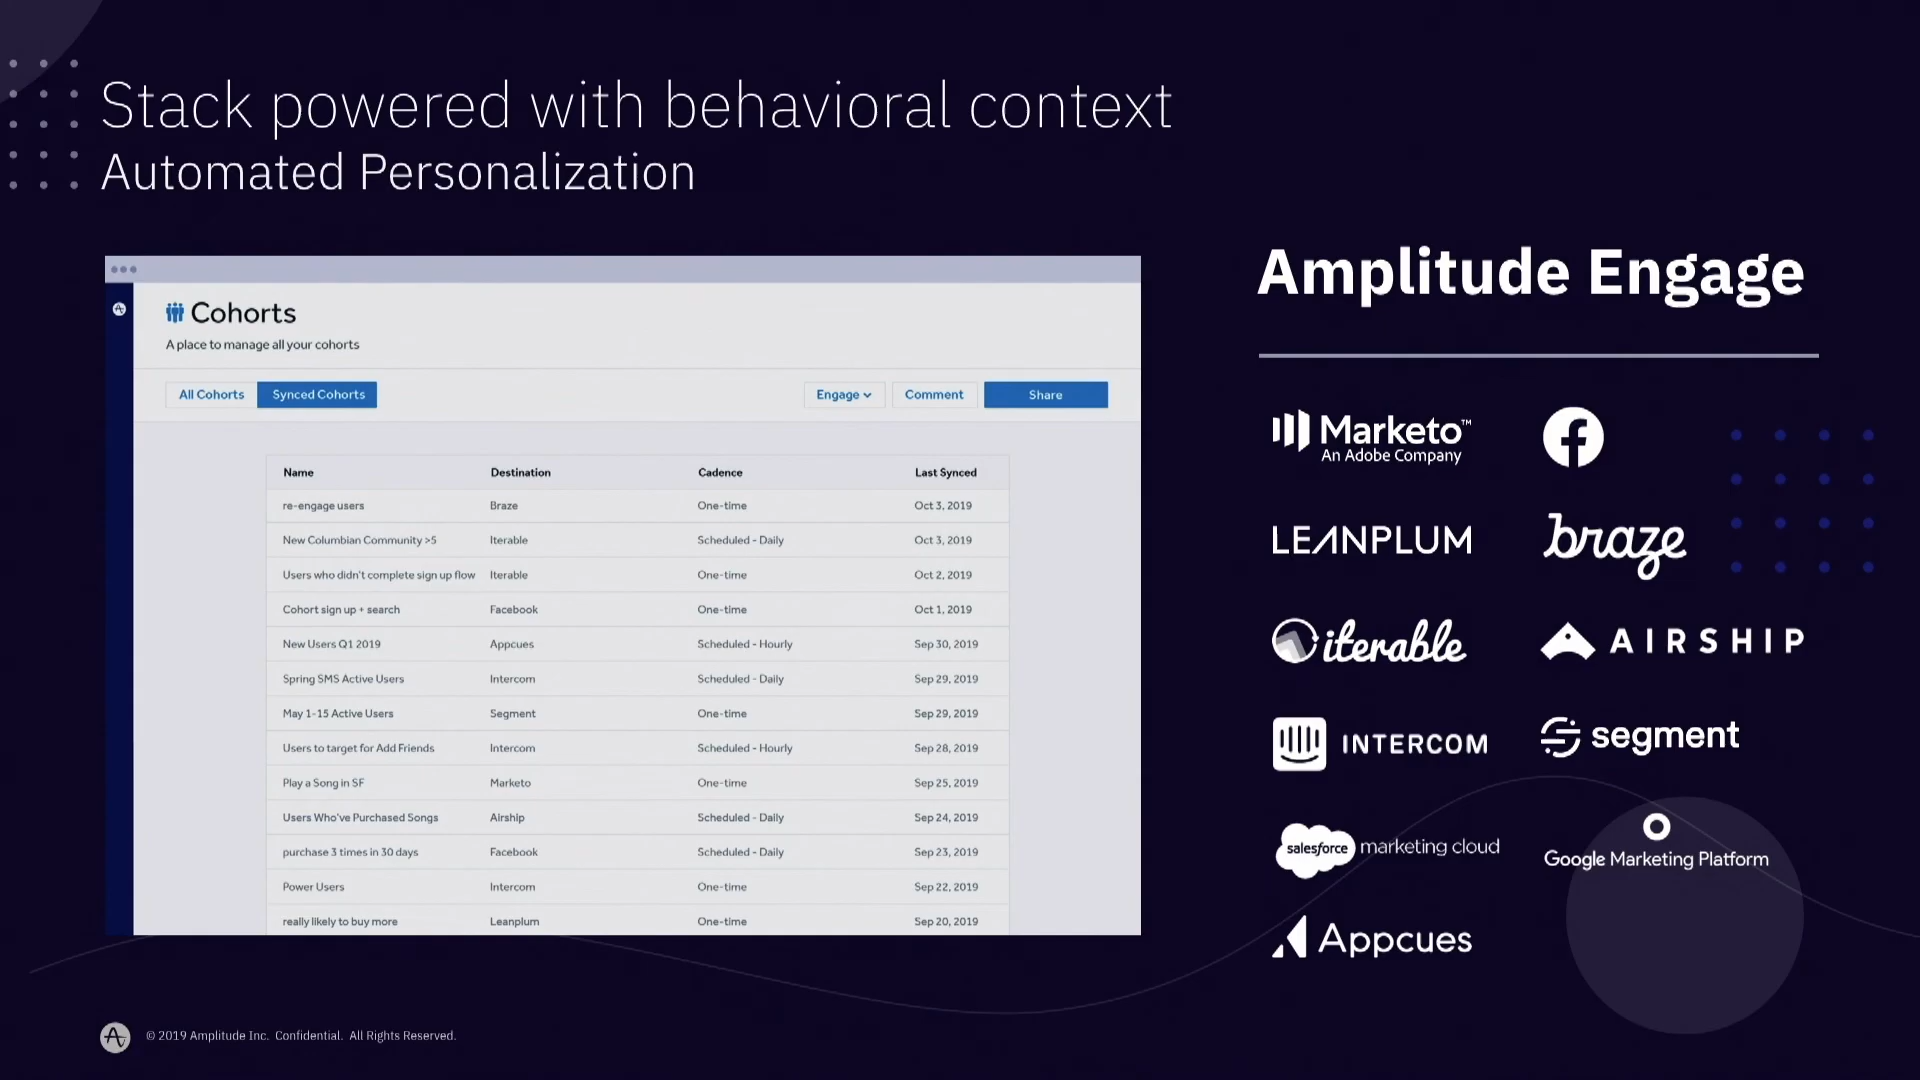 Stack powered with behavioral context
Automated Personalization
Cohorts
A place to manage all your cohorts
All Cohorts Synced Cohorts Engage Comment Share
Name Destination Cadence Last Synced
re-engage users Braze One-time Oct 3, 2019
New Columbian Community >5 Iterable Scheduled - Daily Oct 3, 2019
Users who didn't complete sign up flow Iterable One-time Oct 2, 2019
Cohort sign up + search Facebook One-time Oct 1, 2019
New Users Q1 2019 Appcues Scheduled - Hourly Sep 30, 2019
Spring SMS Active Users Intercom Scheduled - Daily Sep 29, 2019
May 1-15 Active Users Segment One-time Sep 29, 2019
Users to target for Add Friends Intercom Scheduled - Hourly Sep 28, 2019
Play a Song in SF Marketo One-time Sep 25, 2019
Users Who've Purchased Songs Airship Scheduled - Daily Sep 24, 2019
purchase 3 times in 30 days Facebook Scheduled - Daily Sep 23, 2019
Power Users Intercom One-time Sep 22, 2019
really likely to buy more Leanplum One-time Sep 20, 2019
Amplitude Engage
Marketo™
An Adobe Company
LEANPLUM braze
iterable AIRSHIP
INTERCOM segment
salesforce marketing cloud Google Marketing Platform
Appcues
© 2019 Amplitude Inc. Confidential. All Rights Reserved.